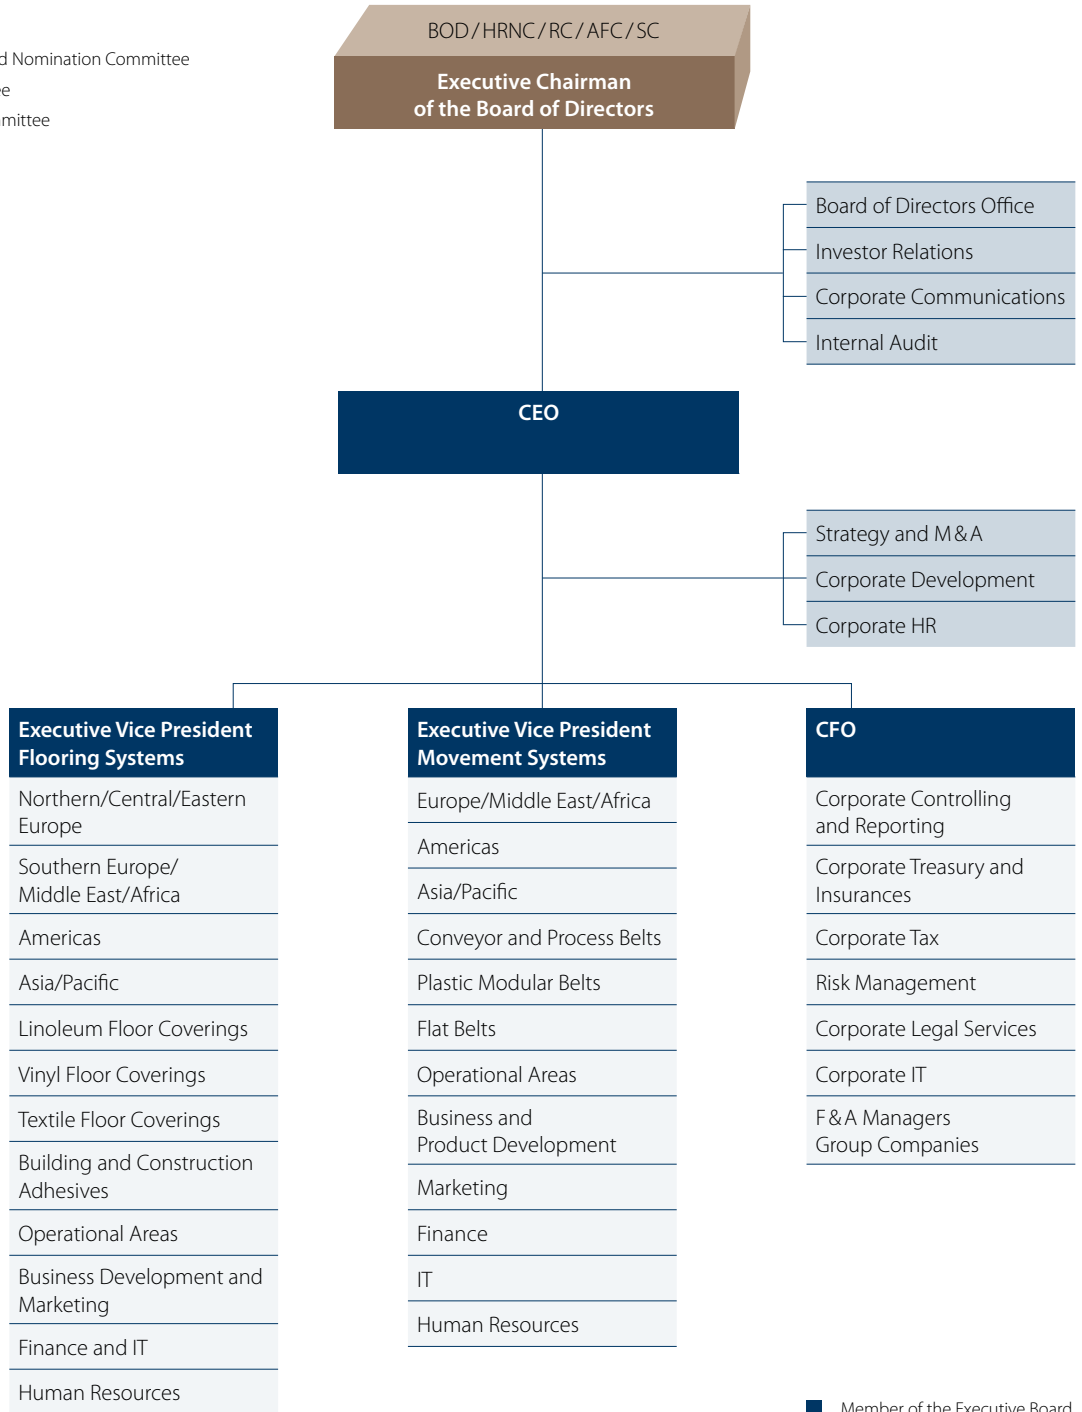 BOD/HRNC/RC/AFC/SC
Nomination Committee
Executive Chairman
of the Board of Directors
Board of Directors Office
Investor Relations
Corporate Communications
Internal Audit
CEO
Strategy and M&A
Corporate Development
Corporate HR
Executive Vice President
Flooring Systems
Northern/Central/Eastern
Europe
Southern Europe/
Middle East/Africa
Americas
Asia/Pacific
Linoleum Floor Coverings
Vinyl Floor Coverings
Textile Floor Coverings
Building and Construction
Adhesives
Operational Areas
Business Development and
Marketing
Finance and IT
Human Resources
Executive Vice President
Movement Systems
Europe/Middle East/Africa
Americas
Asia/Pacific
Conveyor and Process Belts
Plastic Modular Belts
Flat Belts
Operational Areas
Business and
Product Development
Marketing
Finance
IT
Human Resources
CFO
Corporate Controlling
and Reporting
Corporate Treasury and
Insurances
Corporate Tax
Risk Management
Corporate Legal Services
Corporate IT
F&A Managers
Group Companies
Member of the Executive Board